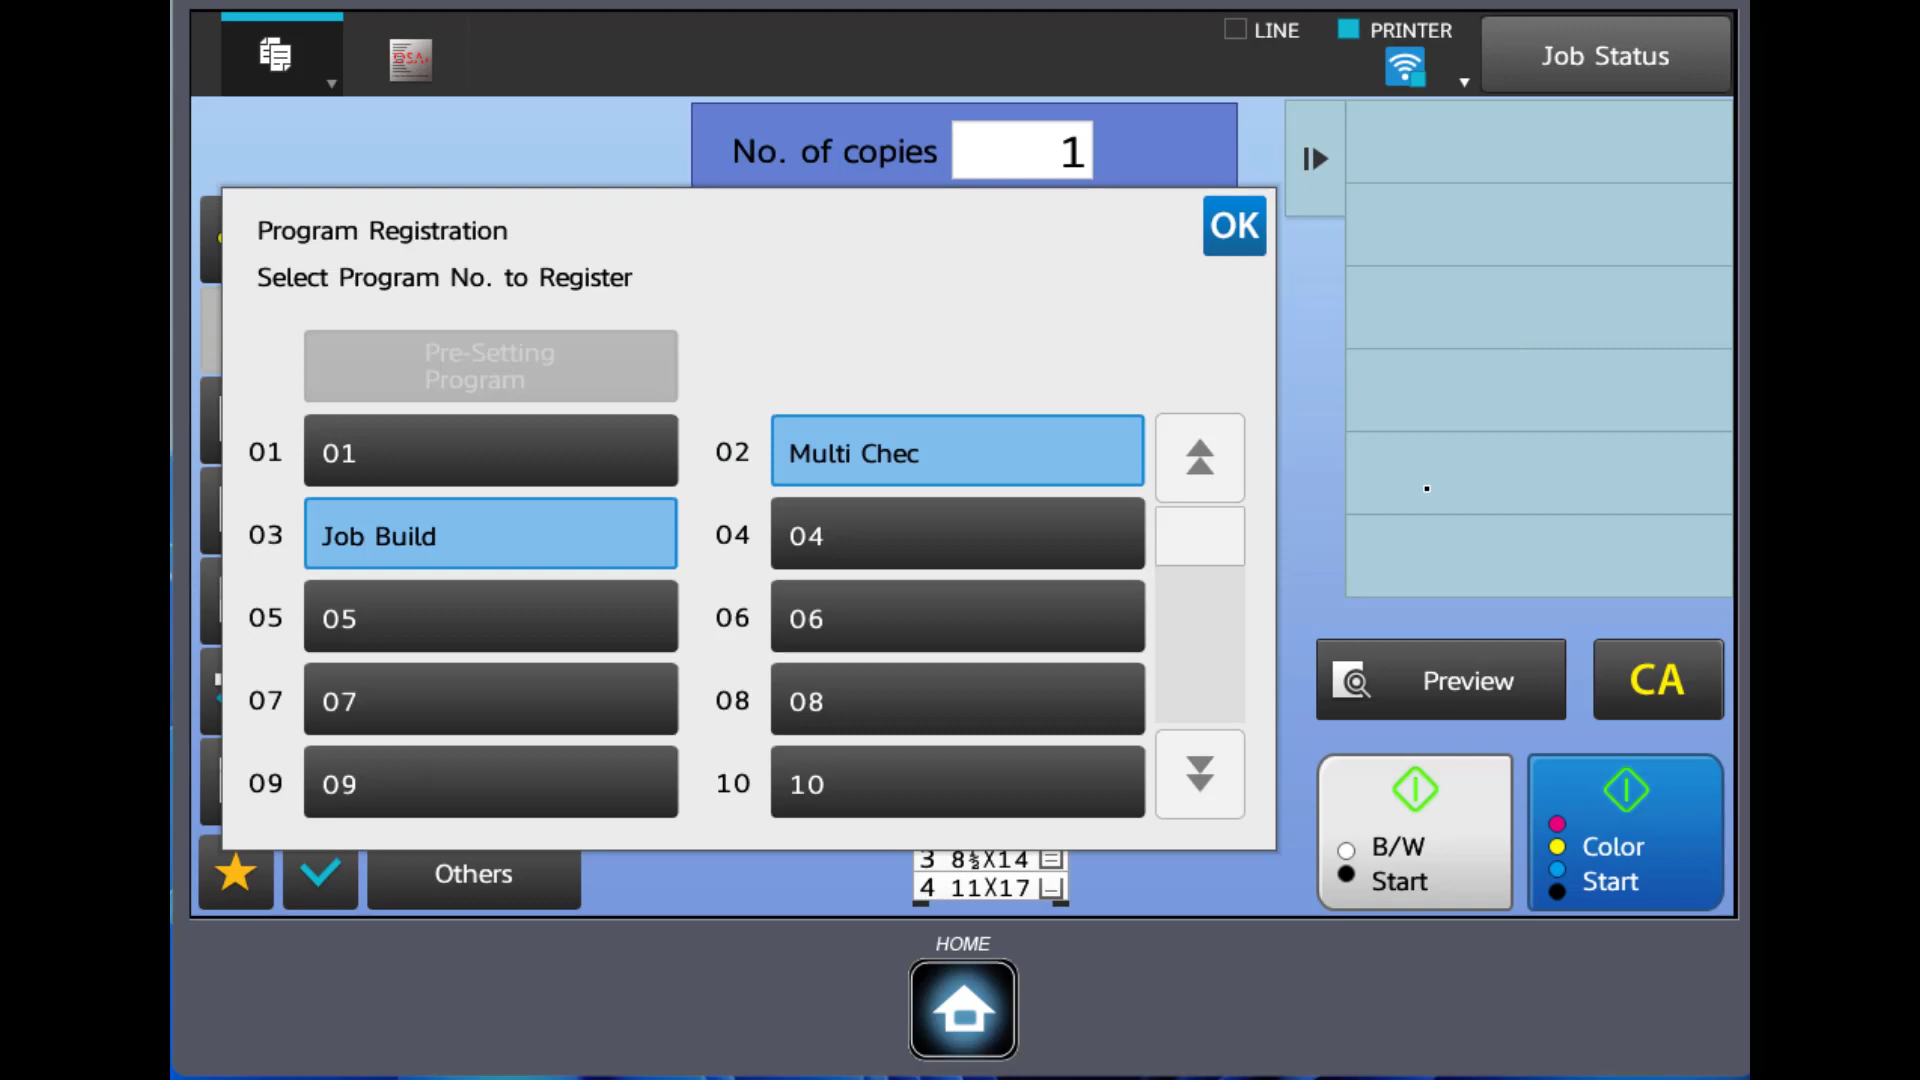 LINE
PRINTER
Job Status
No. of copies 1
Program Registration
OK
Select Program No. to Register
Pre-Setting
Program
01 01
02 Multi Chec
03 Job Build
04 04
05 05
06 06
07 07
08 08
09 09
10 10
Preview
CA
B/W
Start
Color
Start
Others
3 8½X14
4 11X17
HOME